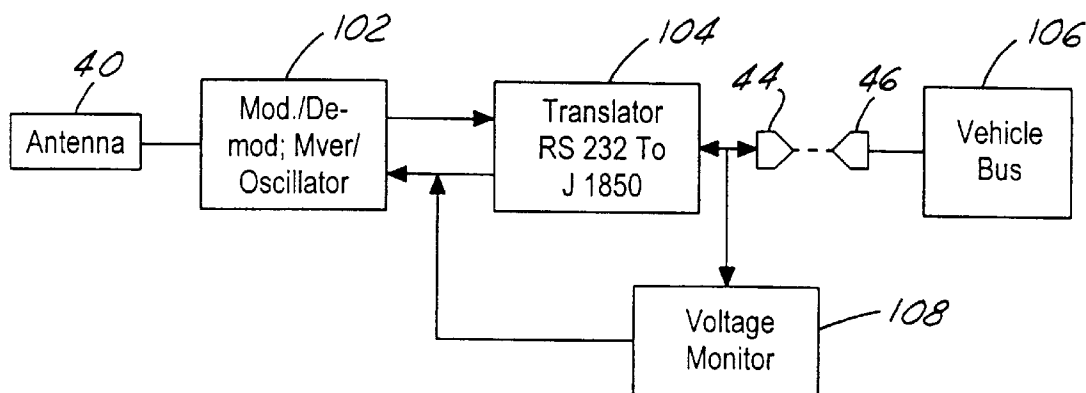 102
104
106
40
44
46
Antenna
Mod./De-
mod; Mver/
Oscillator
Translator
RS 232 To
J 1850
Vehicle
Bus
Voltage
Monitor
108